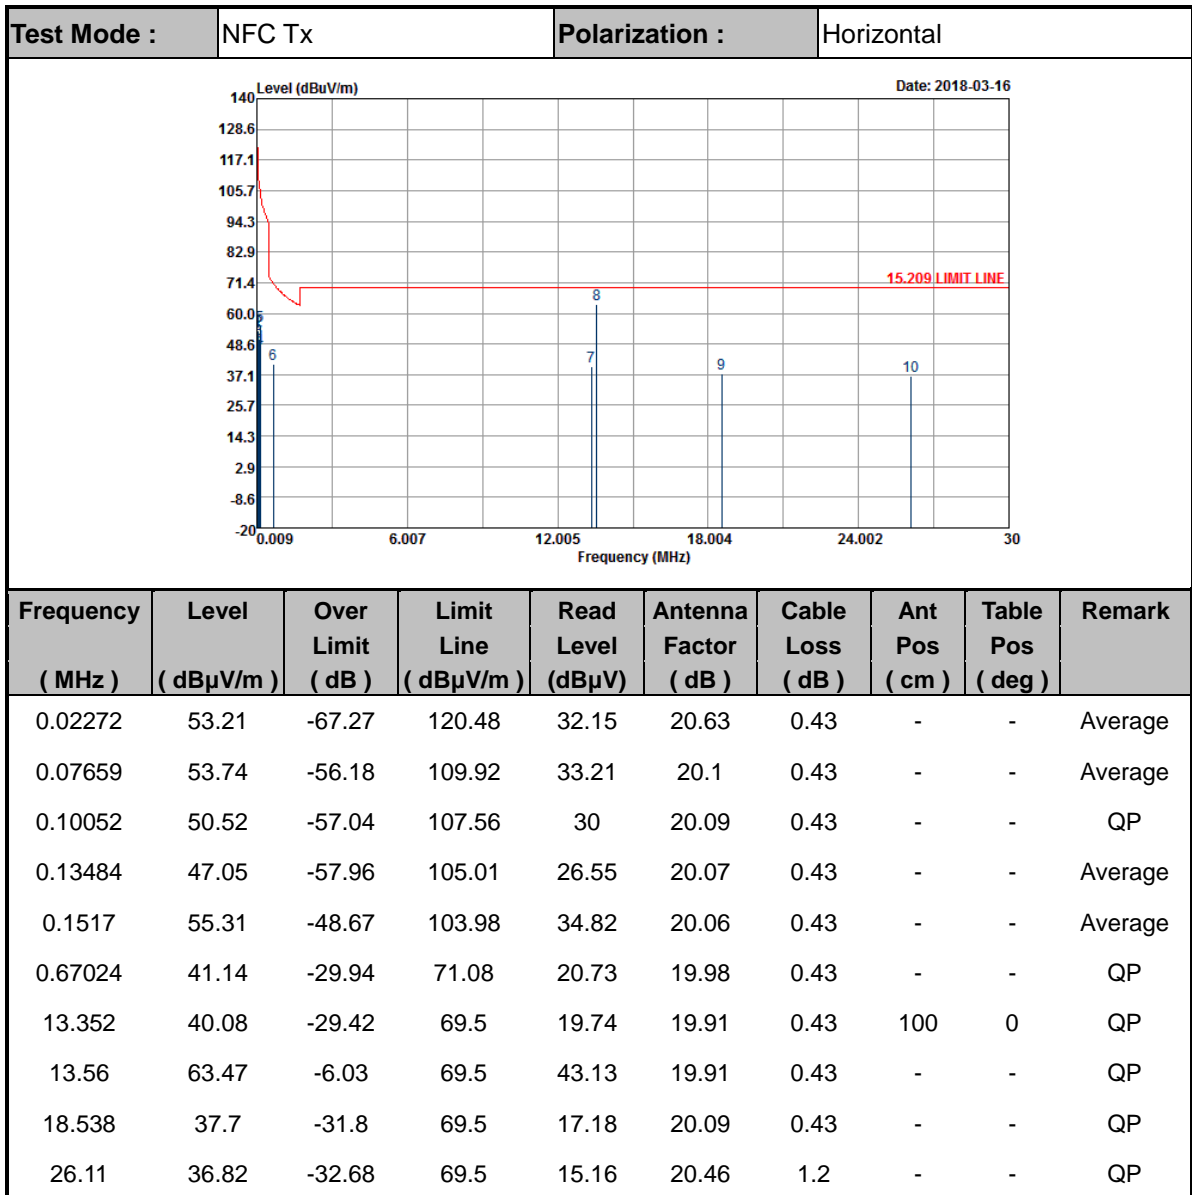 Test Mode : NFC Tx Polarization : Horizontal
Level (dBuV/m) Date: 2018-03-16
140
128.6
117.1
105.7
94.3
82.9
71.4
60.0
48.6
37.1
25.7
14.3
2.9
-8.6
-20
15.209 LIMIT LINE
5
6
7
8
9
10
0.009 6.007 12.005 18.004 24.002 30
Frequency (MHz)
Frequency Level Over Limit Read Antenna Cable Ant Table Remark
Limit Line Level Factor Loss Pos Pos
( MHz ) ( dBµV/m ) ( dB ) ( dBµV/m ) (dBµV) ( dB ) ( dB ) ( cm ) ( deg )
0.02272 53.21 -67.27 120.48 32.15 20.63 0.43 - - Average
0.07659 53.74 -56.18 109.92 33.21 20.1 0.43 - - Average
0.10052 50.52 -57.04 107.56 30 20.09 0.43 - - QP
0.13484 47.05 -57.96 105.01 26.55 20.07 0.43 - - Average
0.1517 55.31 -48.67 103.98 34.82 20.06 0.43 - - Average
0.67024 41.14 -29.94 71.08 20.73 19.98 0.43 - - QP
13.352 40.08 -29.42 69.5 19.74 19.91 0.43 100 0 QP
13.56 63.47 -6.03 69.5 43.13 19.91 0.43 - - QP
18.538 37.7 -31.8 69.5 17.18 20.09 0.43 - - QP
26.11 36.82 -32.68 69.5 15.16 20.46 1.2 - - QP